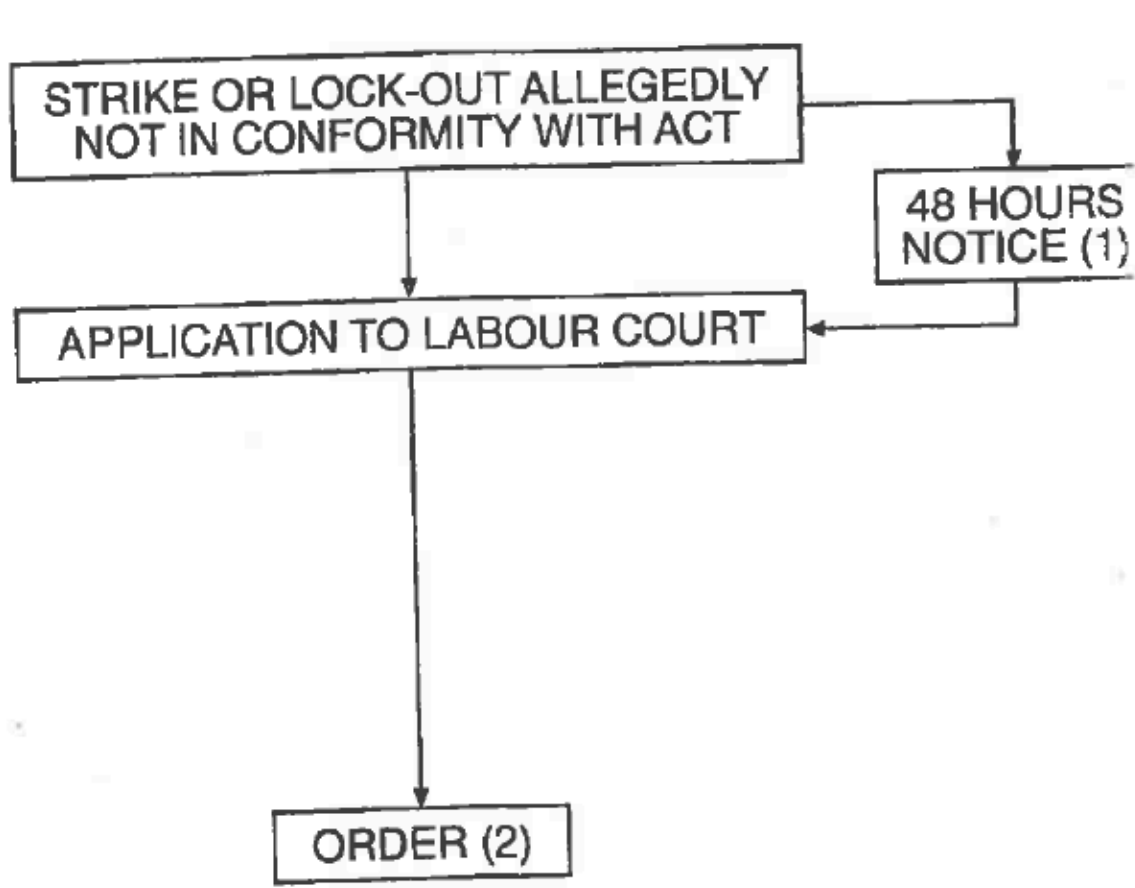 STRIKE OR LOCK-OUT ALLEGEDLY
NOT IN CONFORMITY WITH ACT
48 HOURS
NOTICE (1)
APPLICATION TO LABOUR COURT
ORDER (2)